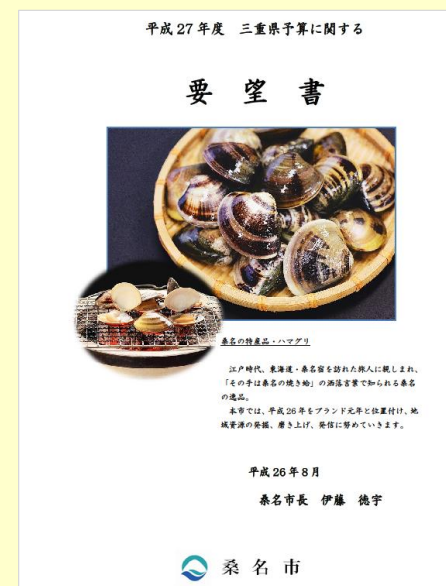 平成27年度　三重県予算に関する
要　望　書
桑名の特産品・ハマグリ
江戸時代、東海道・桑名宿を訪れた旅人に親しまれ、
「その手は桑名の焼き蛤」の洒落言葉で知られる桑名
の逸品。
本市では、平成26年をブランド元年と位置付け、地
域資源の発掘、磨き上げ、発信に努めていきます。
平成26年8月
桑名市長　伊藤　徳宇
桑名市